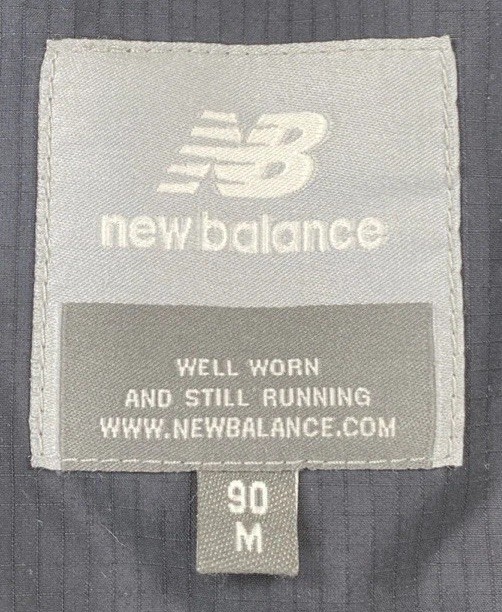 NB
new balance
WELL WORN
AND STILL RUNNING
WWW.NEWBALANCE.COM
90
M